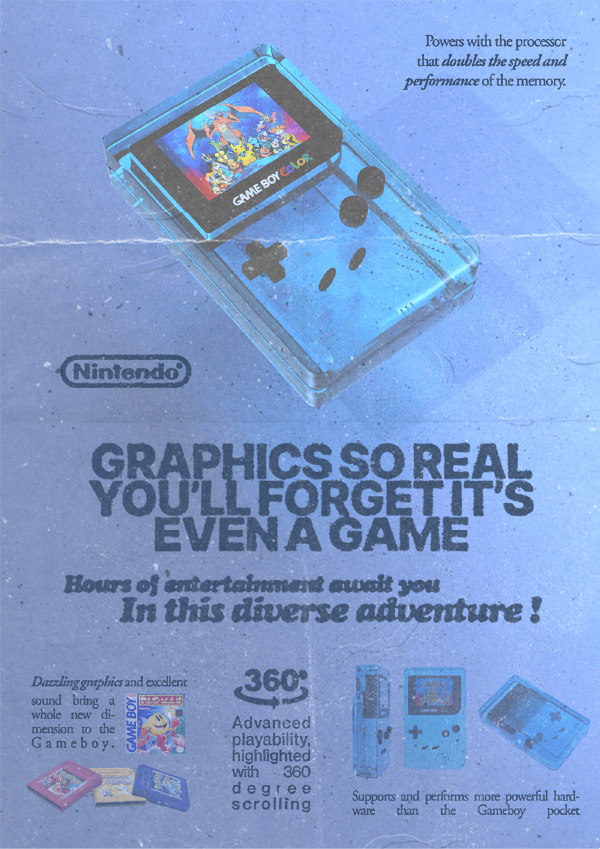 Powers with the processor
that doubles the speed and
performance of the memory.
GAME BOY COLOR
Nintendo
GRAPHICS SO REAL
YOU'LL FORGET IT'S
EVEN A GAME
Hours of entertainment await you
In this diverse adventure !
Dazzling graphics and excellent
sound bring a
whole new di-
mension to the
Gameboy.
GAME BOY
360°
Advanced
playability,
highlighted
with 360
degree
scrolling
Supports and performs more powerful hard-
ware than the Gameboy pocket